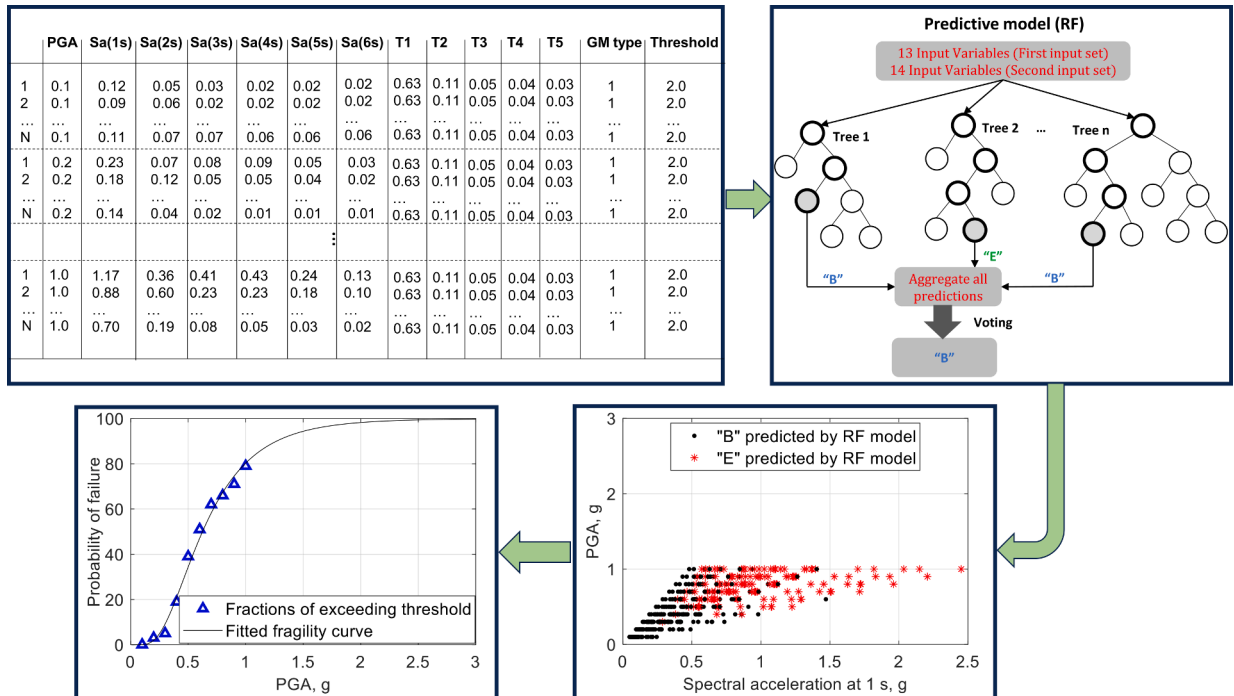 PGA Sa(1s) Sa(2s) Sa(3s) Sa(4s) Sa(5s) Sa(6s) T1 T2 T3 T4 T5 GM type Threshold
1 0.1 0.12 0.05 0.03 0.02 0.02 0.02 0.63 0.11 0.05 0.04 0.03 1 2.0
2 0.1 0.09 0.06 0.02 0.02 0.02 0.02 0.63 0.11 0.05 0.04 0.03 1 2.0
... ... ... ... ... ... ... ... ... ... ... ... ... ... ...
N 0.1 0.11 0.07 0.07 0.06 0.06 0.06 0.63 0.11 0.05 0.04 0.03 1 2.0
1 0.2 0.23 0.07 0.08 0.09 0.05 0.03 0.63 0.11 0.05 0.04 0.03 1 2.0
2 0.2 0.18 0.12 0.05 0.05 0.04 0.02 0.63 0.11 0.05 0.04 0.03 1 2.0
... ... ... ... ... ... ... ... ... ... ... ... ... ... ...
N 0.2 0.14 0.04 0.02 0.01 0.01 0.01 0.63 0.11 0.05 0.04 0.03 1 2.0
⋮
1 1.0 1.17 0.36 0.41 0.43 0.24 0.13 0.63 0.11 0.05 0.04 0.03 1 2.0
2 1.0 0.88 0.60 0.23 0.23 0.18 0.10 0.63 0.11 0.05 0.04 0.03 1 2.0
... ... ... ... ... ... ... ... ... ... ... ... ... ... ...
N 1.0 0.70 0.19 0.08 0.05 0.03 0.02 0.63 0.11 0.05 0.04 0.03 1 2.0
Predictive model (RF)
13 Input Variables (First input set)
14 Input Variables (Second input set)
Tree 1 Tree 2 ... Tree n
"E"
"B" "B"
Aggregate all
predictions
Voting
"B"
100
80
60
40
20
0
Probability of failure
Fractions of exceeding threshold
Fitted fragility curve
0 0.5 1 1.5 2 2.5 3
PGA, g
3
2
1
0
PGA, g
"B" predicted by RF model
"E" predicted by RF model
0 0.5 1 1.5 2 2.5
Spectral acceleration at 1 s, g